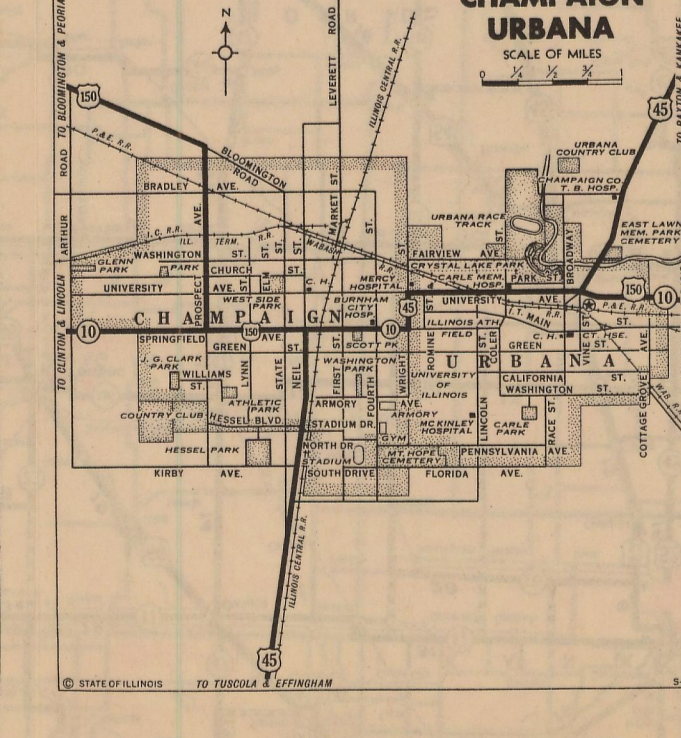 CHAMPAIGN
URBANA
SCALE OF MILES
0 ¼ ½ ¾ 1
N
LEVERETT ROAD
ILLINOIS CENTRAL R.R.
TO BLOOMINGTON & PEORIA
150
P.& E. R.R.
45
TO PAXTON & KANKAKEE
ARTHUR ROAD
BLOOMINGTON
ROAD
BRADLEY AVE.
URBANA
COUNTRY CLUB
CHAMPAIGN CO.
T. B. HOSP.
URBANA RACE
TRACK
EAST LAWN
MEM. PARK
CEMETERY
I. C. R.R.
ILL. TERM. R.R.
WABASH R.R.
MARKET ST.
WASHINGTON ST.
FAIRVIEW AVE.
BROADWAY
GLENN
PARK
PARK
CHURCH ST.
ELM ST.
CRYSTAL LAKE PARK
CARLE MEM.
HOSP.
PARK ST.
MERCY
HOSPITAL
UNIVERSITY AVE.
C. H.
150
10
PROSPECT AVE.
WEST SIDE
PARK
BURNHAM
CITY
HOSP.
45
UNIVERSITY AVE.
P.& E. R.R.
I.T. MAIN ST.
R.R.
CHAMPAIGN
TO CLINTON & LINCOLN
10
SPRINGFIELD AVE.
150
10
ILLINOIS ATH
FIELD
C. H.
CT. HSE.
VINE ST.
GREEN ST.
SCOTT PK
GREEN
URBANA
J. G. CLARK
PARK
WASHINGTON
PARK
ROMINE ST.
COLER
WILLIAMS
ST.
LYNN
STATE
NEIL ST.
FIRST ST.
FOURTH ST.
WRIGHT
UNIVERSITY
OF
ILLINOIS
CALIFORNIA ST.
WASHINGTON ST.
COTTAGE GROVE AVE.
WAB. R.R.
ATHLETIC
PARK
ARMORY AVE.
ARMORY
COUNTRY CLUB
HESSEL BLVD.
STADIUM DR.
MCKINLEY
HOSPITAL
LINCOLN
CARLE
PARK
RACE ST.
GYM
NORTH DR.
HESSEL PARK
STADIUM
MT. HOPE
CEMETERY
PENNSYLVANIA AVE.
KIRBY AVE.
SOUTH DRIVE
FLORIDA AVE.
ILLINOIS CENTRAL R.R.
45
© STATE OF ILLINOIS
TO TUSCOLA & EFFINGHAM
S-